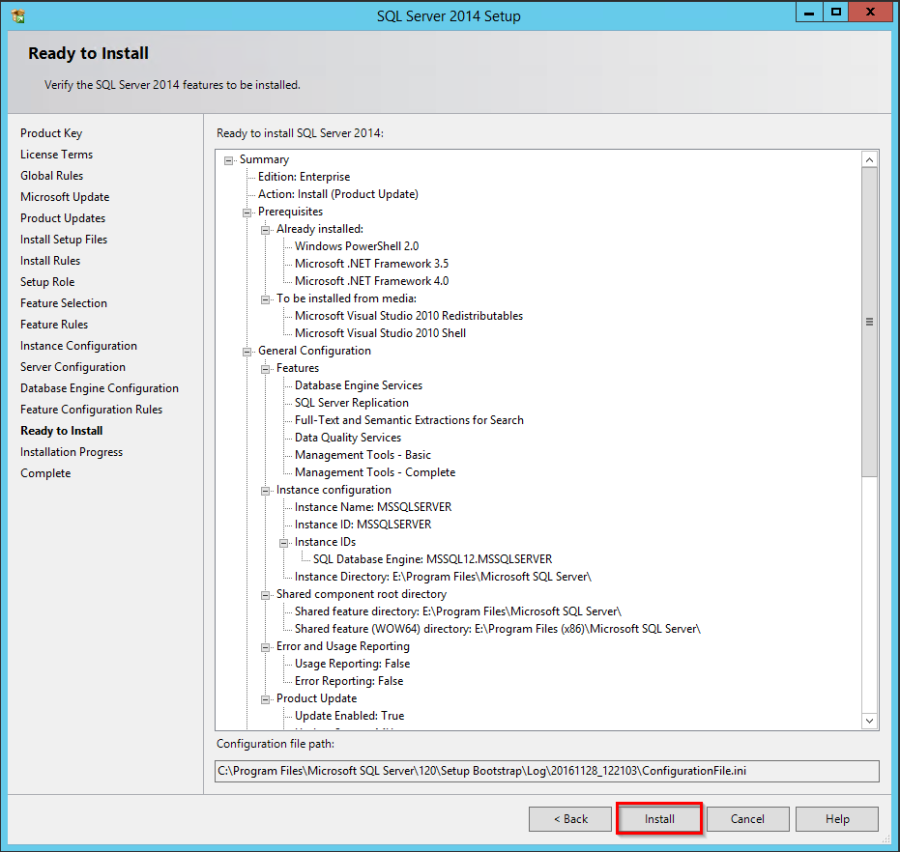 SQL Server 2014 Setup
Ready to Install
Verify the SQL Server 2014 features to be installed.
Product Key
License Terms
Global Rules
Microsoft Update
Product Updates
Install Setup Files
Install Rules
Setup Role
Feature Selection
Feature Rules
Instance Configuration
Server Configuration
Database Engine Configuration
Feature Configuration Rules
Ready to Install
Installation Progress
Complete
Ready to install SQL Server 2014:
Summary
Edition: Enterprise
Action: Install (Product Update)
Prerequisites
Already installed:
Windows PowerShell 2.0
Microsoft .NET Framework 3.5
Microsoft .NET Framework 4.0
To be installed from media:
Microsoft Visual Studio 2010 Redistributables
Microsoft Visual Studio 2010 Shell
General Configuration
Features
Database Engine Services
SQL Server Replication
Full-Text and Semantic Extractions for Search
Data Quality Services
Management Tools - Basic
Management Tools - Complete
Instance configuration
Instance Name: MSSQLSERVER
Instance ID: MSSQLSERVER
Instance IDs
SQL Database Engine: MSSQL12.MSSQLSERVER
Instance Directory: E:\Program Files\Microsoft SQL Server\
Shared component root directory
Shared feature directory: E:\Program Files\Microsoft SQL Server\
Shared feature (WOW64) directory: E:\Program Files (x86)\Microsoft SQL Server\
Error and Usage Reporting
Usage Reporting: False
Error Reporting: False
Product Update
Update Enabled: True
Configuration file path:
C:\Program Files\Microsoft SQL Server\120\Setup Bootstrap\Log\20161128_122103\ConfigurationFile.ini
< Back
Install
Cancel
Help